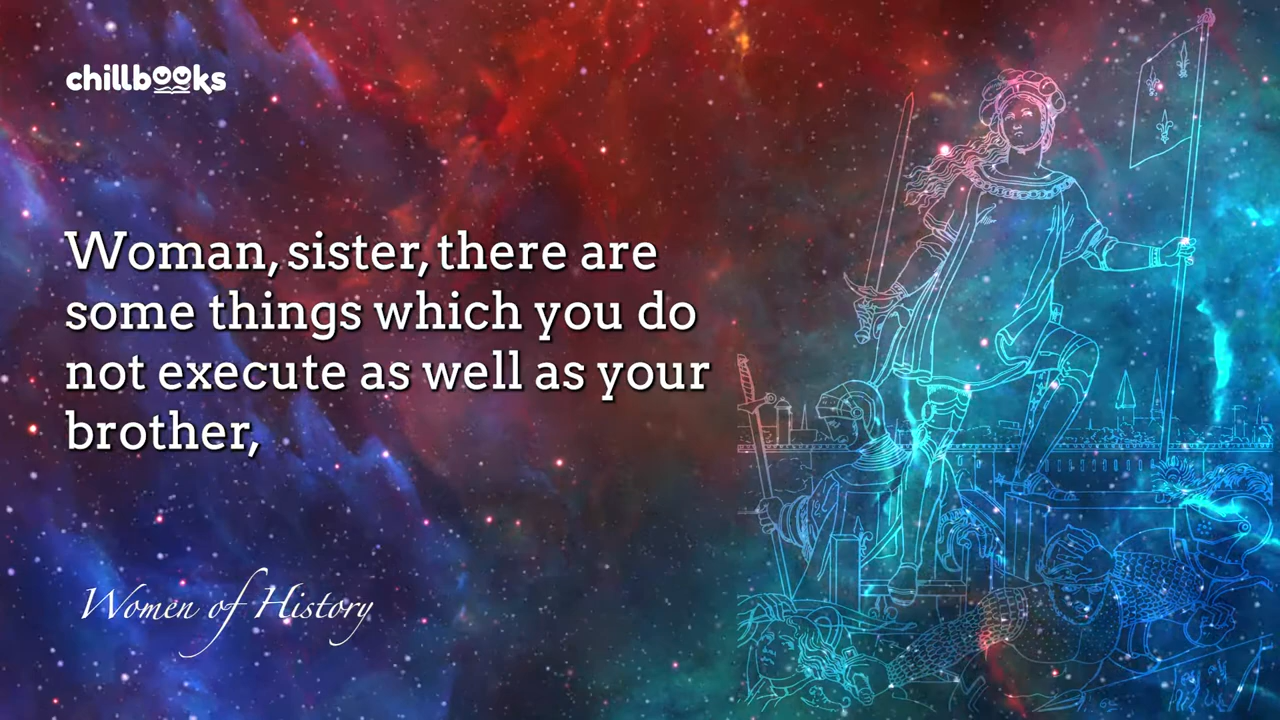 chillbooks
Woman, sister, there are
some things which you do
not execute as well as your
brother,
Women of History